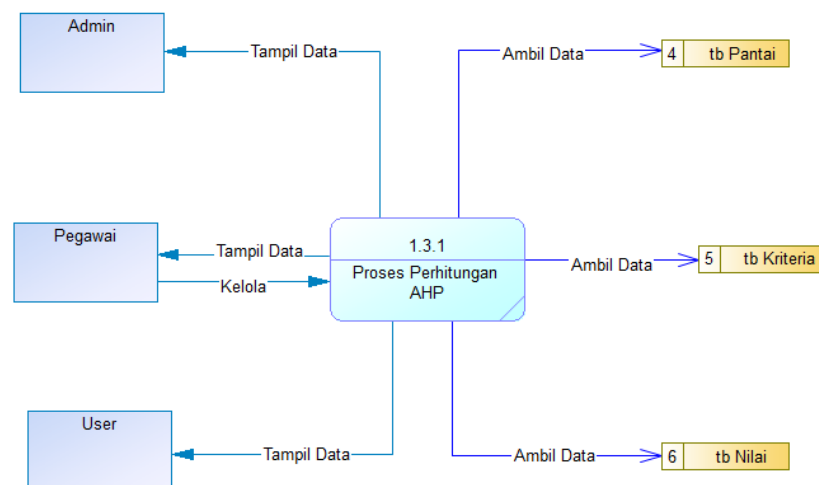 Admin
Tampil Data
Ambil Data
4 tb Pantai
Pegawai
Tampil Data
Kelola
1.3.1
Proses Perhitungan
AHP
Ambil Data
5 tb Kriteria
User
Tampil Data
Ambil Data
6 tb Nilai